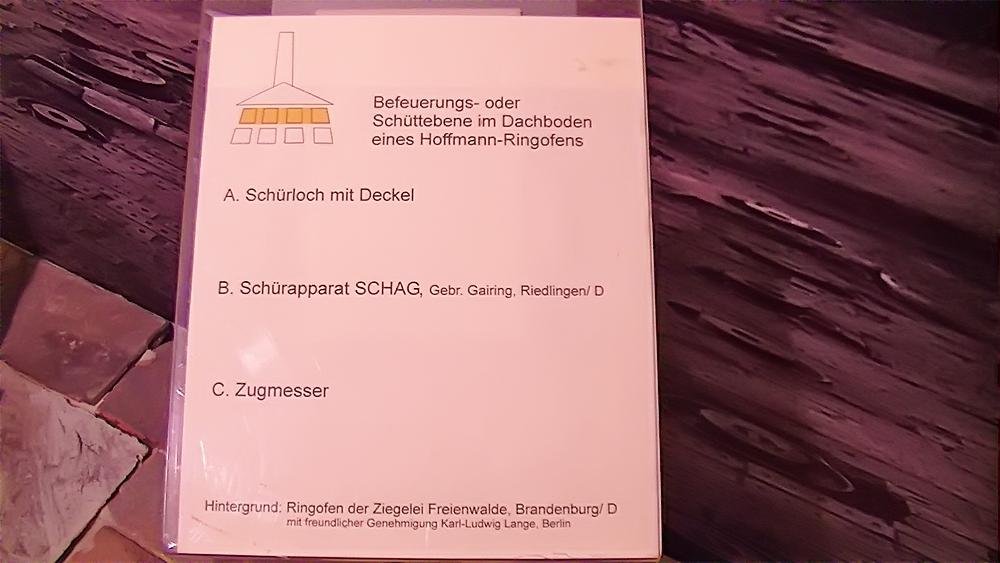 Befeuerungs- oder
Schüttebene im Dachboden
eines Hoffmann-Ringofens
A. Schürloch mit Deckel
B. Schürapparat SCHAG, Gebr. Gairing, Riedlingen/ D
C. Zugmesser
Hintergrund: Ringofen der Ziegelei Freienwalde, Brandenburg/ D
mit freundlicher Genehmigung Karl-Ludwig Lange, Berlin